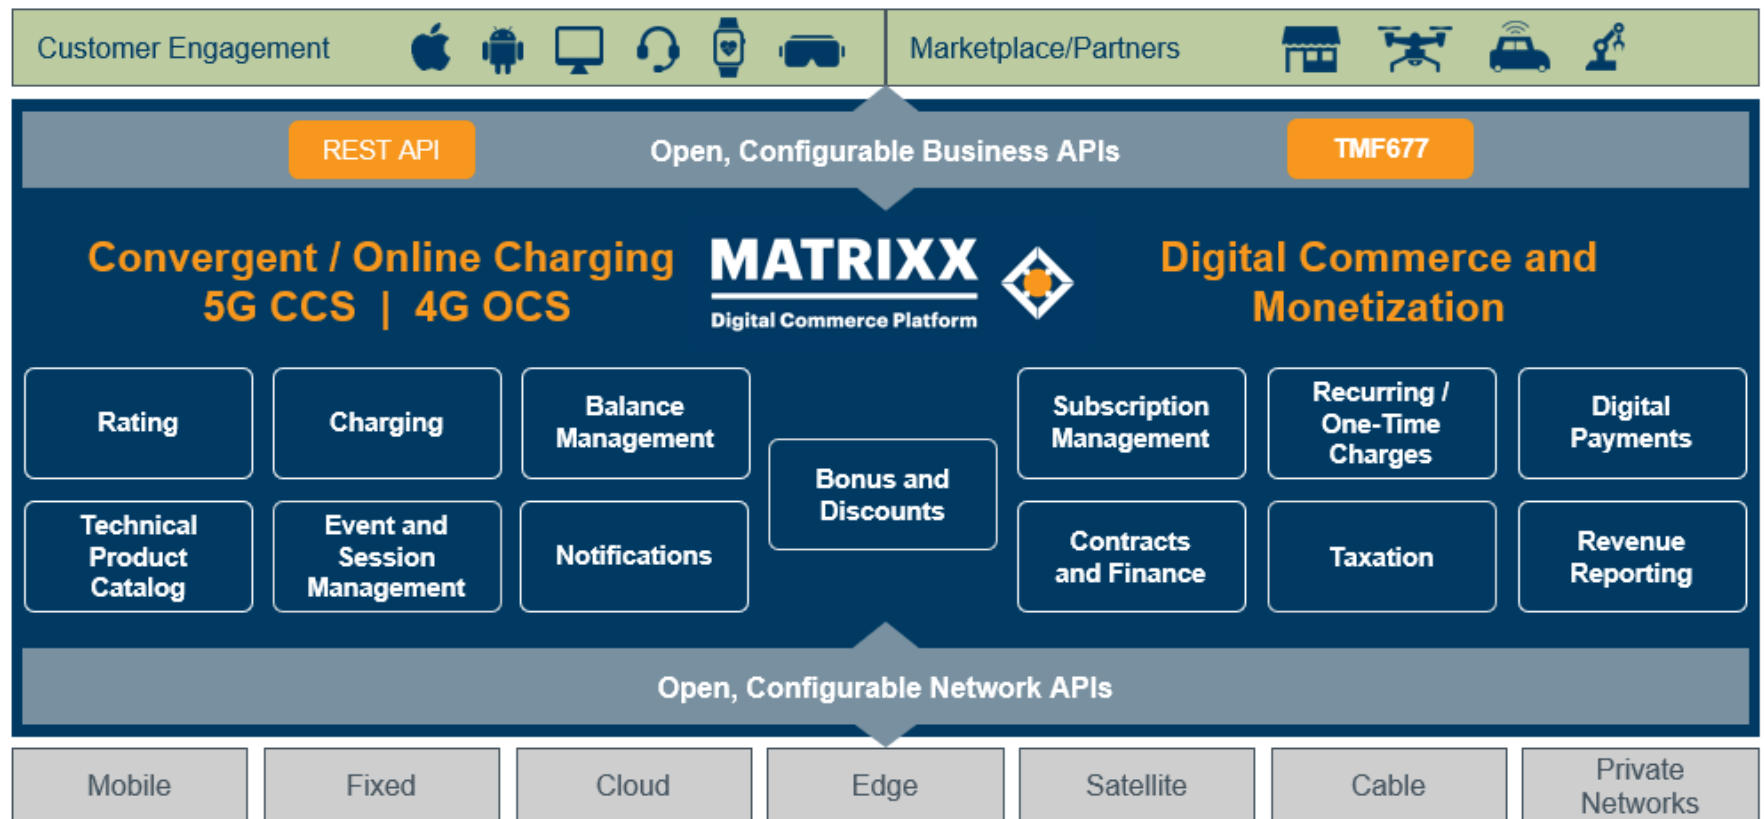 Customer Engagement
Marketplace/Partners
REST API
Open, Configurable Business APIs
TMF677
Convergent / Online Charging
5G CCS | 4G OCS
MATRIXX
Digital Commerce Platform
Digital Commerce and
Monetization
Rating
Charging
Balance
Management
Bonus and
Discounts
Subscription
Management
Recurring /
One-Time
Charges
Digital
Payments
Technical
Product
Catalog
Event and
Session
Management
Notifications
Contracts
and Finance
Taxation
Revenue
Reporting
Open, Configurable Network APIs
Mobile
Fixed
Cloud
Edge
Satellite
Cable
Private
Networks